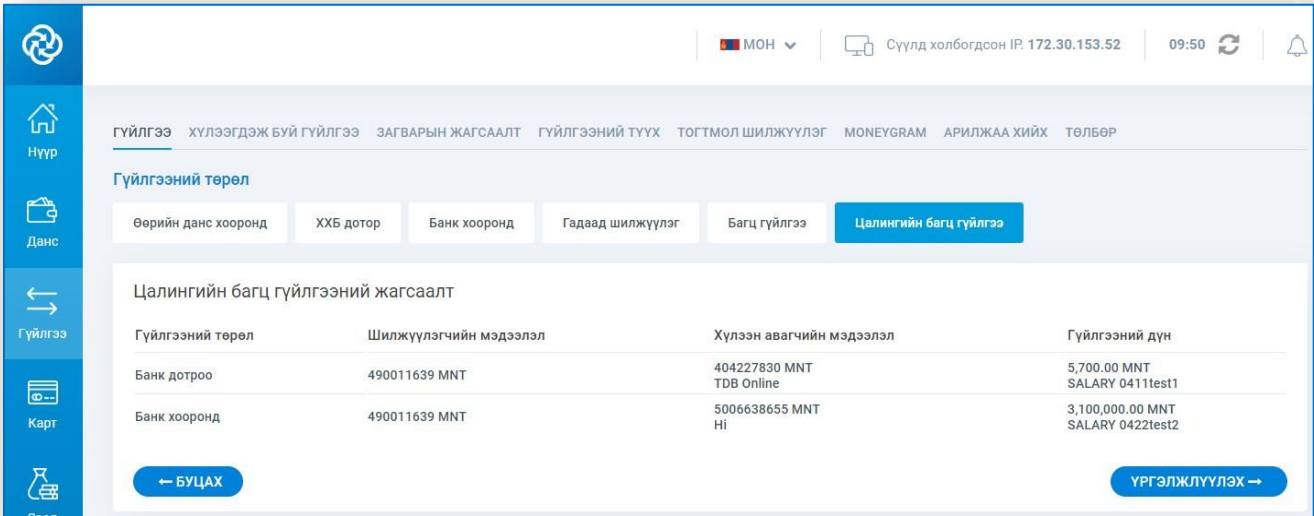 МОН
Сүүлд холбогдсон IP. 172.30.153.52
09:50
Нүүр
Данс
Гүйлгээ
Карт
ГҮЙЛГЭЭ ХҮЛЭЭГДЭЖ БУЙ ГҮЙЛГЭЭ ЗАГВАРЫН ЖАГСААЛТ ГҮЙЛГЭЭНИЙ ТҮҮХ ТОГТМОЛ ШИЛЖҮҮЛЭГ MONEYGRAM АРИЛЖАА ХИЙХ ТӨЛБӨР
Гүйлгээний төрөл
Өөрийн данс хооронд ХХБ дотор Банк хооронд Гадаад шилжүүлэг Багц гүйлгээ Цалингийн багц гүйлгээ
Цалингийн багц гүйлгээний жагсаалт
Гүйлгээний төрөл Шилжүүлэгчийн мэдээлэл Хүлээн авагчийн мэдээлэл Гүйлгээний дүн
Банк дотроо 490011639 MNT 404227830 MNT 5,700.00 MNT
TDB Online SALARY 0411test1
Банк хооронд 490011639 MNT 5006638655 MNT 3,100,000.00 MNT
Hi SALARY 0422test2
← БУЦАХ ҮРГЭЛЖЛҮҮЛЭХ →